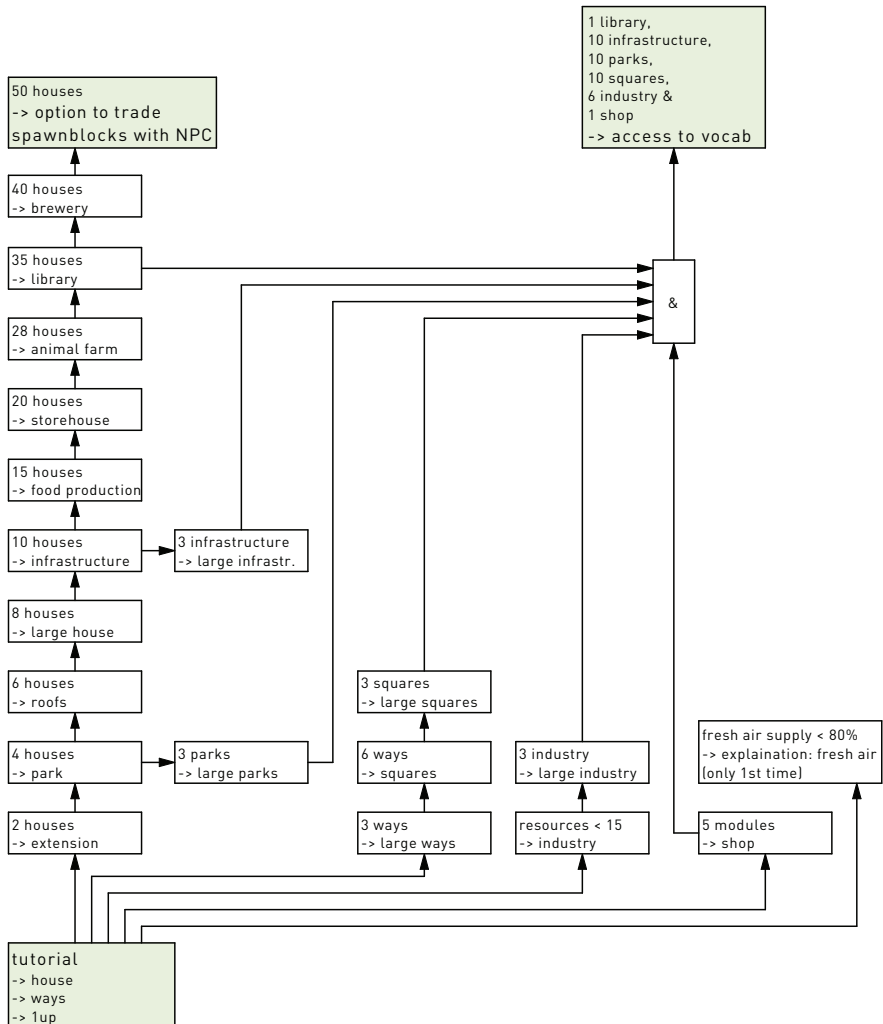 1 library,
10 infrastructure,
10 parks,
10 squares,
6 industry &
1 shop
-> access to vocab
50 houses
-> option to trade
spawnblocks with NPC
40 houses
-> brewery
35 houses
-> library
&
28 houses
-> animal farm
20 houses
-> storehouse
15 houses
-> food production
10 houses
-> infrastructure
3 infrastructure
-> large infrastr.
8 houses
-> large house
6 houses
-> roofs
3 squares
-> large squares
4 houses
-> park
3 parks
-> large parks
6 ways
-> squares
3 industry
-> large industry
fresh air supply < 80%
-> explaination: fresh air
(only 1st time)
2 houses
-> extension
3 ways
-> large ways
resources < 15
-> industry
5 modules
-> shop
tutorial
-> house
-> ways
-> 1up